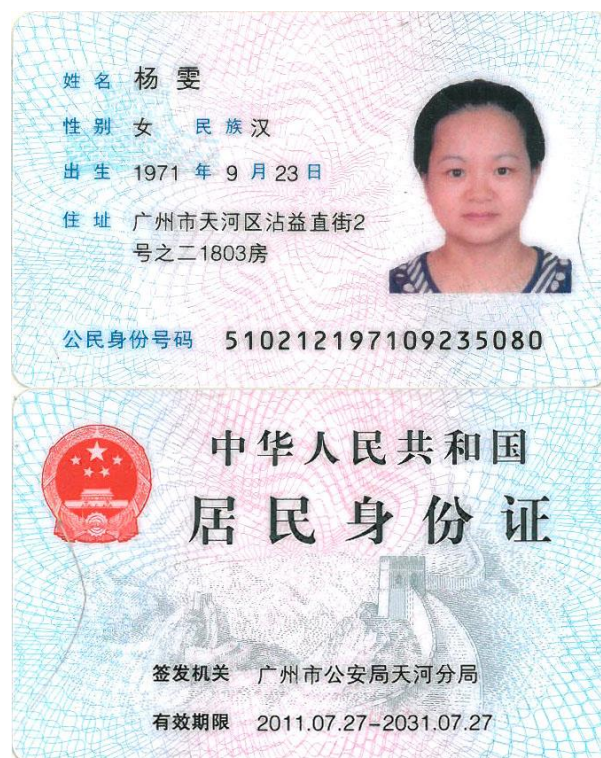 姓名 杨雯
性别 女 民族 汉
出生 1971 年 9 月 23 日
住址 广州市天河区沾益直街2
号之二1803房
公民身份号码 510212197109235080
中华人民共和国
居民身份证
签发机关 广州市公安局天河分局
有效期限 2011.07.27-2031.07.27